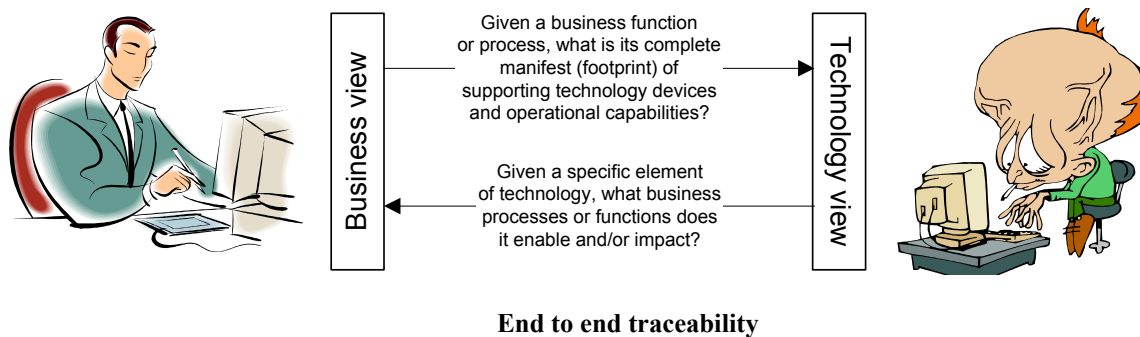 Business view
Given a business function
or process, what is its complete
manifest (footprint) of
supporting technology devices
and operational capabilities?
Given a specific element
of technology, what business
processes or functions does
it enable and/or impact?
Technology view
End to end traceability